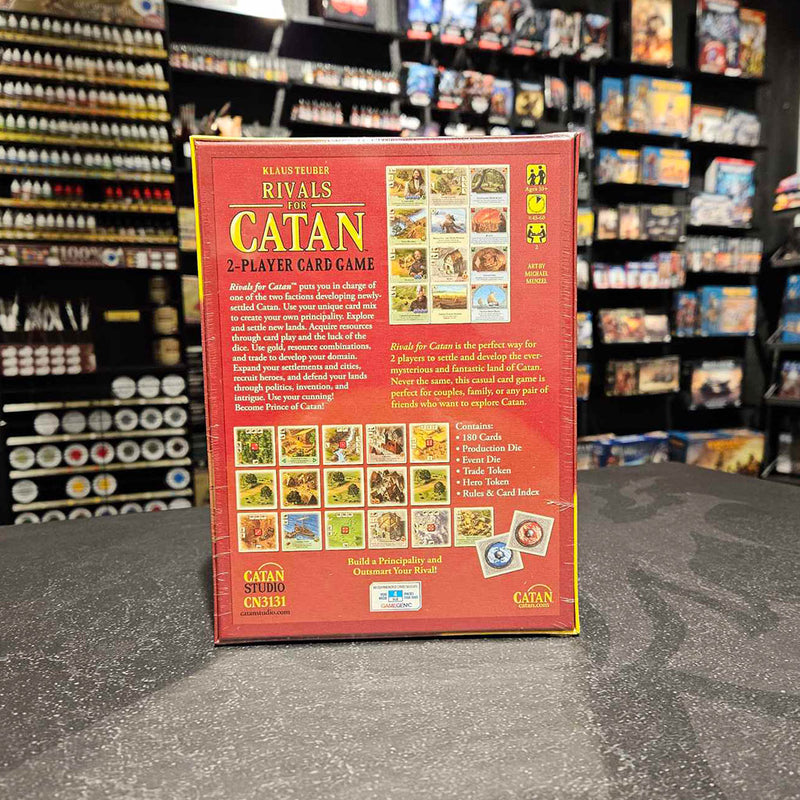 KLAUS TEUBER
RIVALS
FOR
CATAN™
2-PLAYER CARD GAME
Rivals for Catan™ puts you in charge of
one of the two factions developing newly-
settled Catan. Use your unique card mix
to create your own principality. Explore
and settle new lands. Acquire resources
through card play and the luck of the
dice. Use gold, resource combinations,
and trade to develop your domain.
Expand your settlements and cities,
recruit heroes, and defend your lands
through politics, invention, and
intrigue. Use your cunning!
Become Prince of Catan!
Ages 10+
45-60
2
ART BY
MICHAEL
MENZEL
Rivals for Catan is the perfect way for
2 players to settle and develop the ever-
mysterious and fantastic land of Catan.
Never the same, this casual card game is
perfect for couples, family, or any pair of
friends who want to explore Catan.
Contains:
• 180 Cards
• Production Die
• Event Die
• Trade Token
• Hero Token
• Rules & Card Index
Build a Principality and
Outsmart Your Rival!
CATAN
STUDIO
CN3131
catanstudio.com
GAMEGENIC
CATAN
catan.com